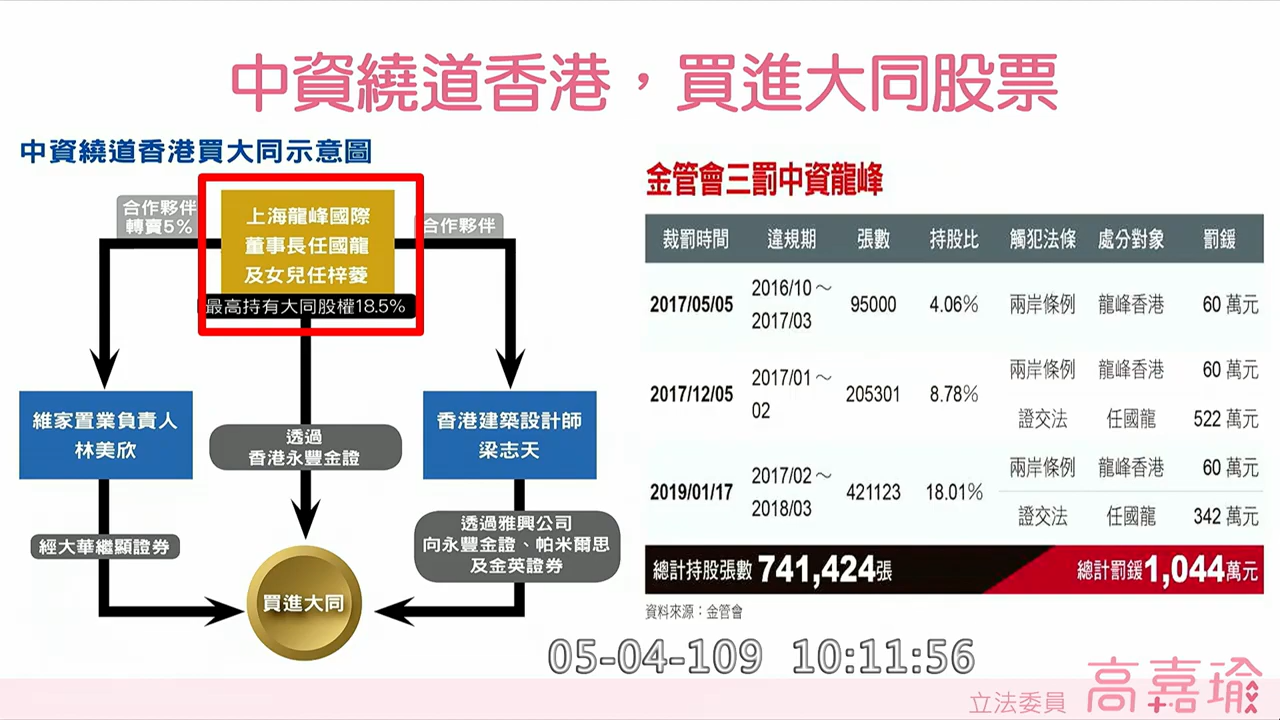 中資繞道香港，買進大同股票
中資繞道香港買大同示意圖
合作夥伴
轉賣5%
上海龍峰國際
董事長任國龍
及女兒任梓菱
最高持有大同股權18.5%
合作夥伴
維家置業負責人
林美欣
透過
香港永豐金證
香港建築設計師
梁志天
經大華繼顯證券
透過雅興公司
向永豐金證、帕米爾思
及金英證券
買進大同
金管會三罰中資龍峰
裁罰時間 違規期 張數 持股比 觸犯法條 處分對象 罰鍰
2017/05/05 2016/10～ 2017/03 95000 4.06% 兩岸條例 龍峰香港 60 萬元
2017/12/05 2017/01～ 02 205301 8.78% 兩岸條例 龍峰香港 60 萬元
證交法 任國龍 522 萬元
2019/01/17 2017/02～ 2018/03 421123 18.01% 兩岸條例 龍峰香港 60 萬元
證交法 任國龍 342 萬元
總計持股張數 741,424張 總計罰鍰1,044萬元
資料來源：金管會
05-04-109 10:11:56
立法委員 高嘉瑜